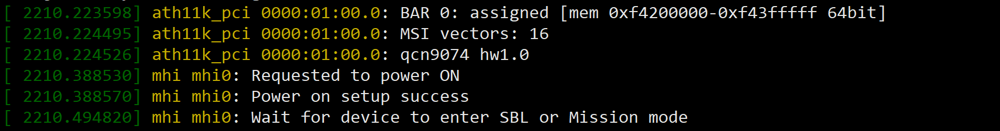 [ 2210.223598] ath11k_pci 0000:01:00.0: BAR 0: assigned [mem 0xf4200000-0xf43fffff 64bit]
[ 2210.224495] ath11k_pci 0000:01:00.0: MSI vectors: 16
[ 2210.224526] ath11k_pci 0000:01:00.0: qcn9074 hw1.0
[ 2210.388530] mhi mhi0: Requested to power ON
[ 2210.388570] mhi mhi0: Power on setup success
[ 2210.494820] mhi mhi0: Wait for device to enter SBL or Mission mode